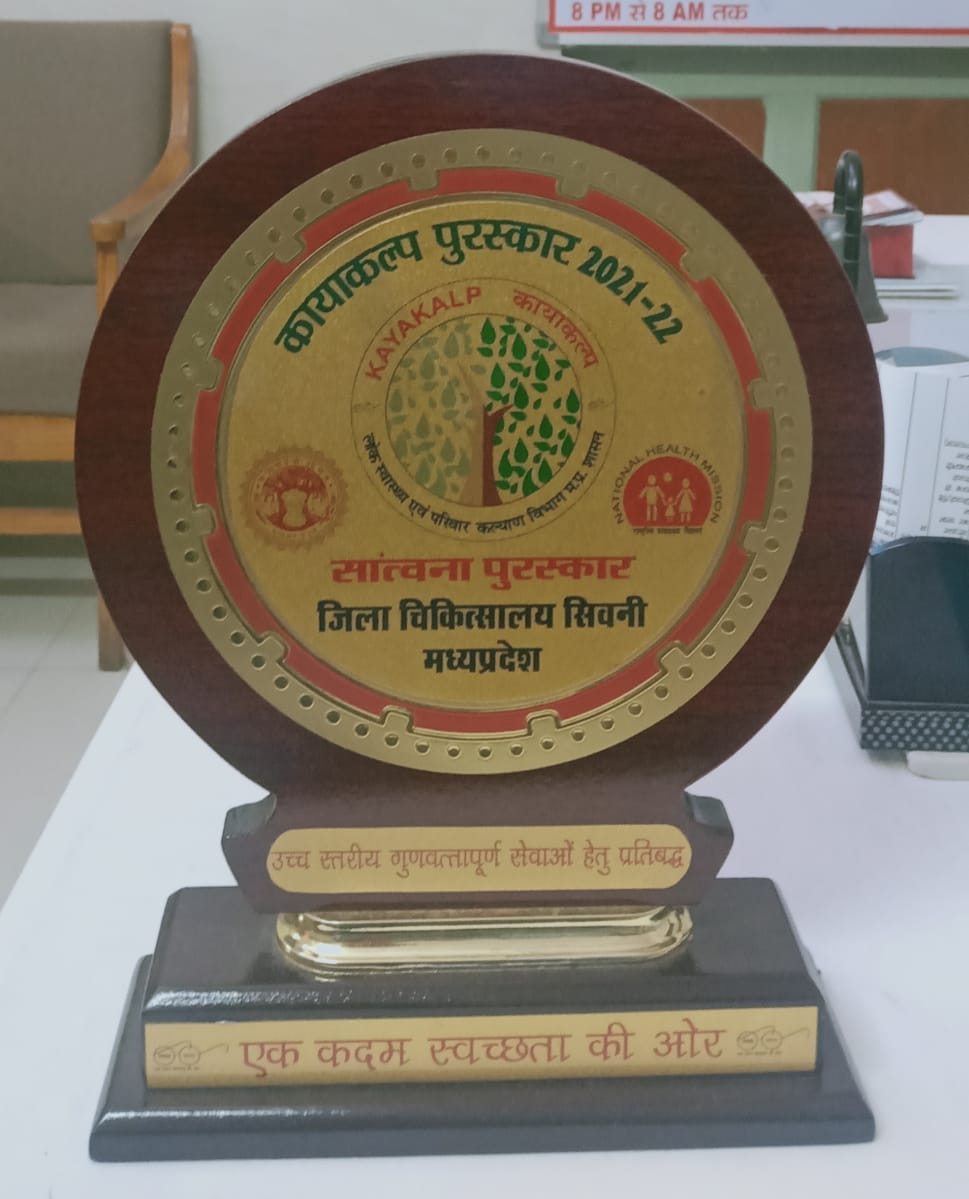 8 PM से 8 AM तक
कायाकल्प पुरस्कार 2021-22
KAYAKALP कायाकल्प
लोक स्वास्थ्य एवं परिवार कल्याण विभाग म.प्र. शासन
NATIONAL HEALTH MISSION
सांत्वना पुरस्कार
जिला चिकित्सालय सिवनी
मध्यप्रदेश
उच्च स्तरीय गुणवत्तापूर्ण सेवाओं हेतु प्रतिबद्ध
एक कदम स्वच्छता की ओर